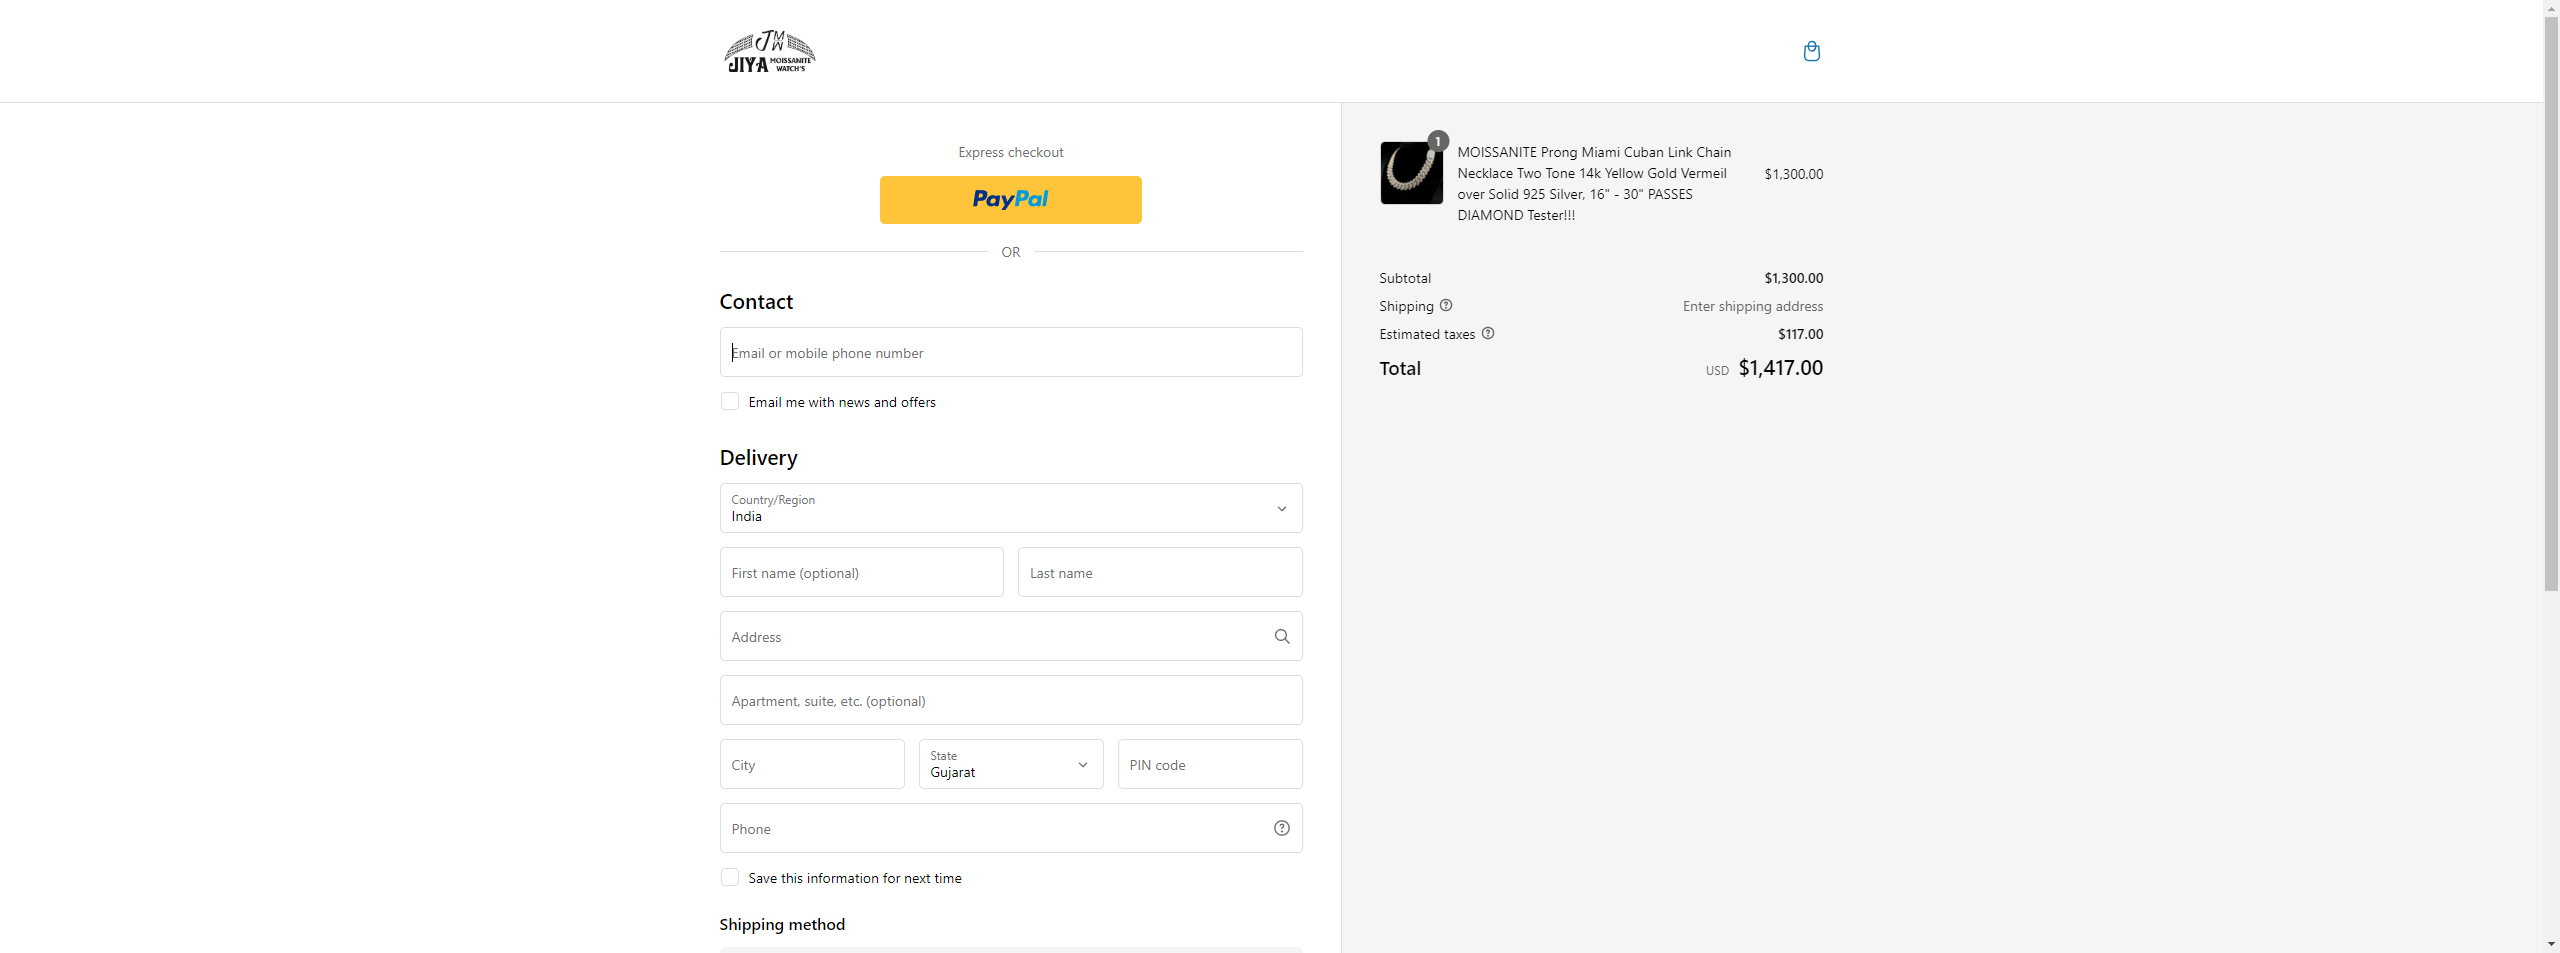 JMW
JIYA MOISSANITE WATCH'S
Express checkout
PayPal
OR
Contact
Email or mobile phone number
Email me with news and offers
Delivery
Country/Region
India
First name (optional)
Last name
Address
Apartment, suite, etc. (optional)
City
State
Gujarat
PIN code
Phone
Save this information for next time
Shipping method
1
MOISSANITE Prong Miami Cuban Link Chain
Necklace Two Tone 14k Yellow Gold Vermeil
over Solid 925 Silver, 16" - 30" PASSES
DIAMOND Tester!!!
$1,300.00
Subtotal $1,300.00
Shipping Enter shipping address
Estimated taxes $117.00
Total USD $1,417.00